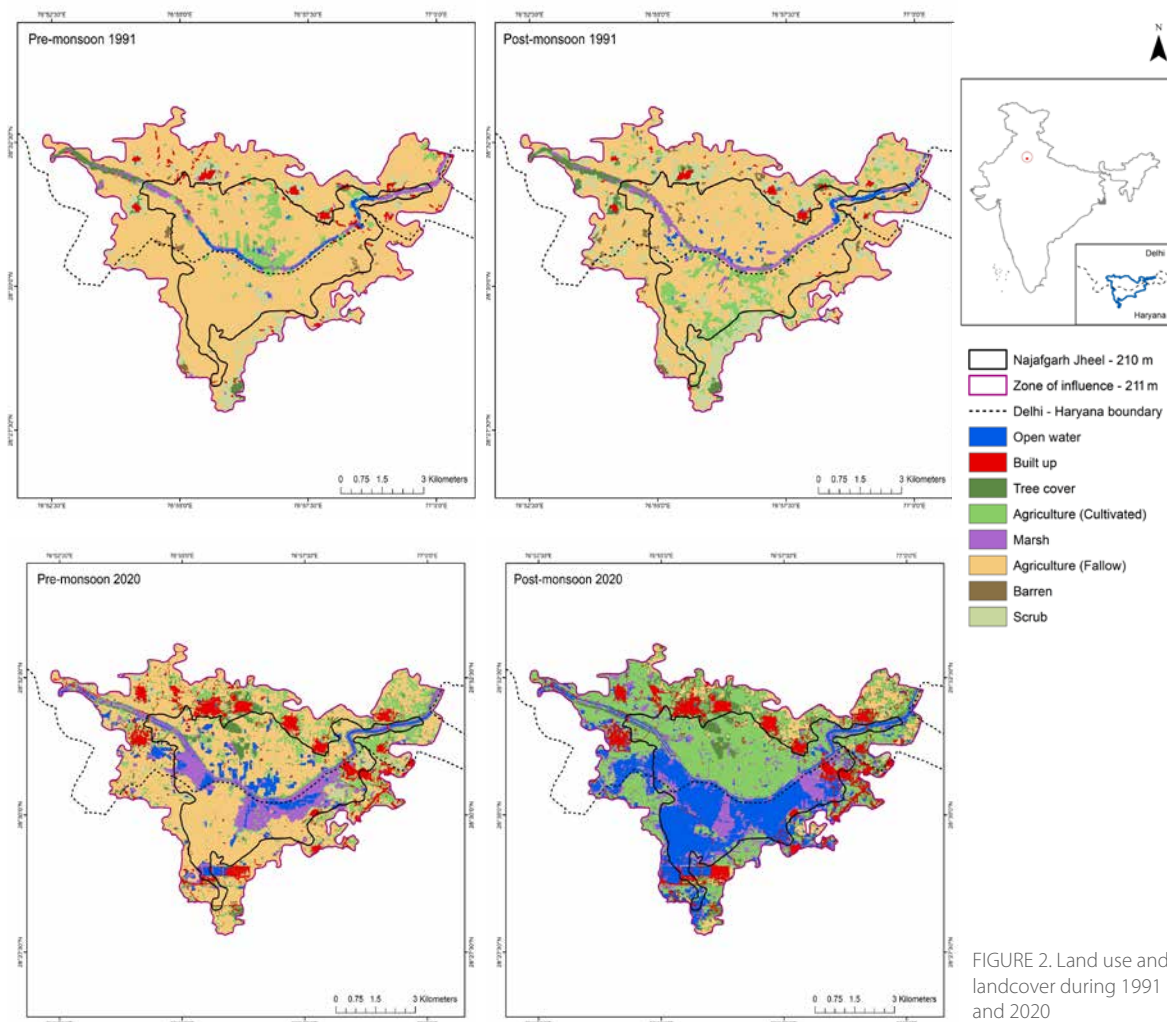 Pre-monsoon 1991
Post-monsoon 1991
N
0 0.75 1.5 3 Kilometers
0 0.75 1.5 3 Kilometers
Delhi
Haryana
Najafgarh Jheel - 210 m
Zone of influence - 211 m
Delhi - Haryana boundary
Open water
Built up
Tree cover
Agriculture (Cultivated)
Marsh
Agriculture (Fallow)
Barren
Scrub
Pre-monsoon 2020
Post-monsoon 2020
0 0.75 1.5 3 Kilometers
0 0.75 1.5 3 Kilometers
FIGURE 2. Land use and
landcover during 1991
and 2020